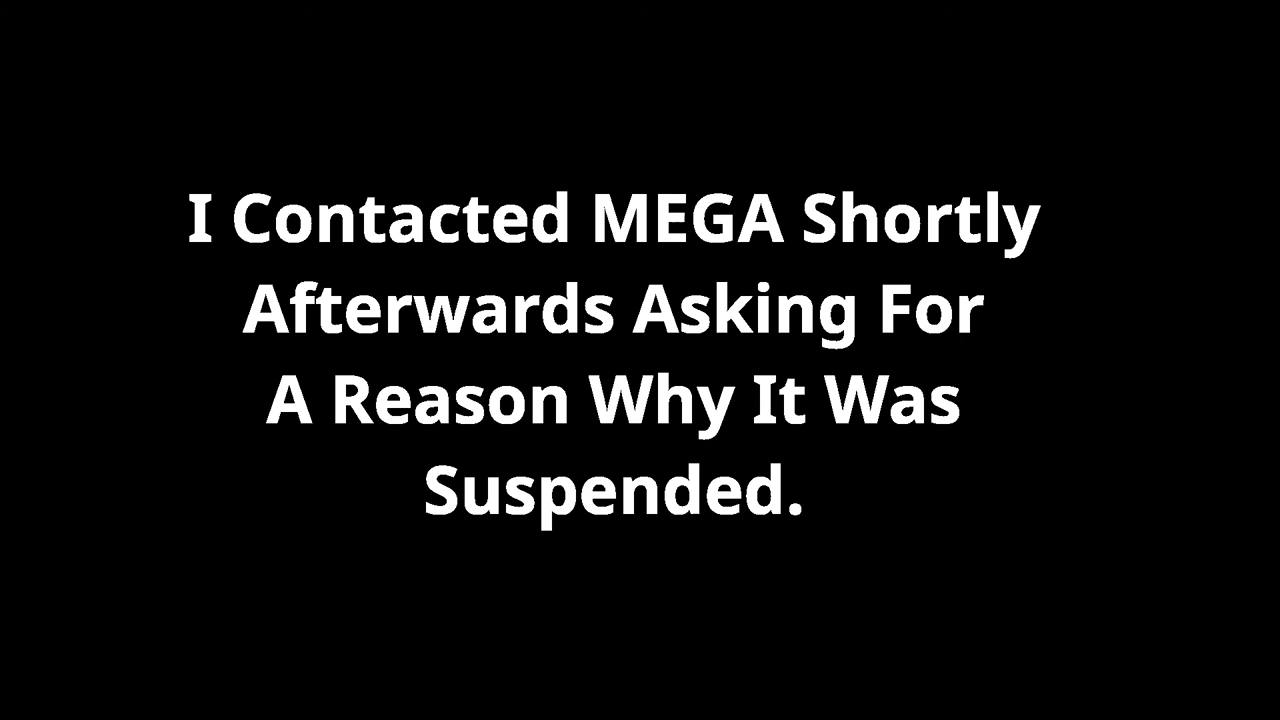 I Contacted MEGA Shortly
Afterwards Asking For
A Reason Why It Was
Suspended.